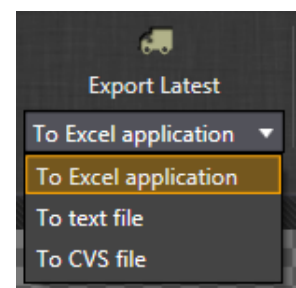 Export Latest
To Excel application
To Excel application
To text file
To CVS file